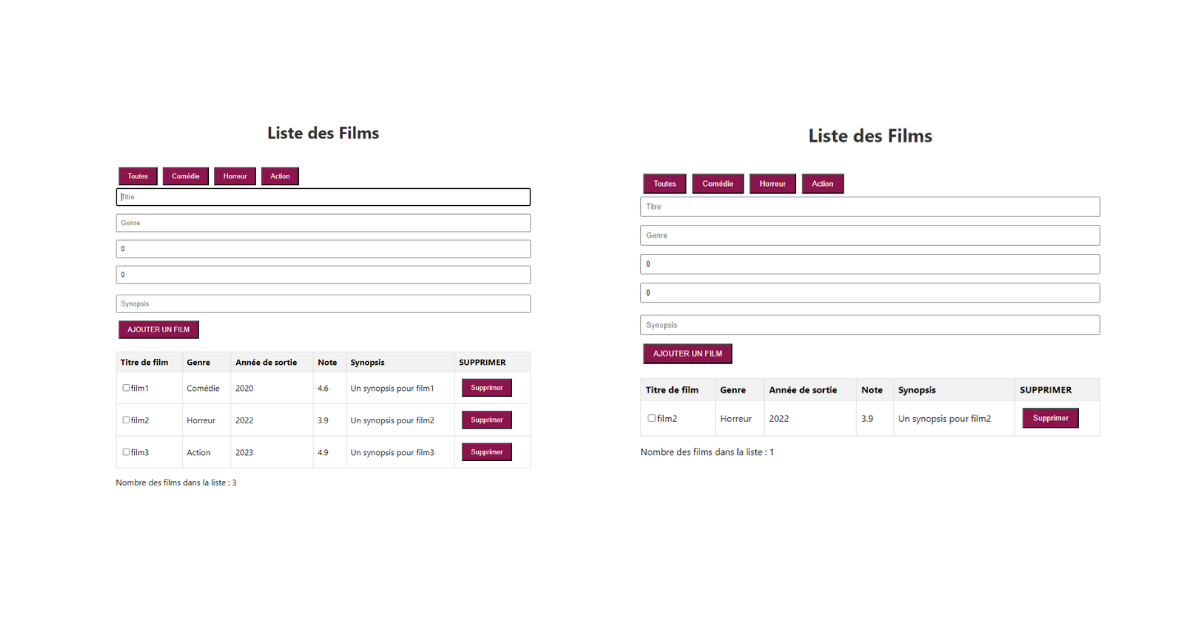 Liste des Films
Toutes Comédie Horreur Action
Titre
Genre
0
0
Synopsis
AJOUTER UN FILM
Titre de film Genre Année de sortie Note Synopsis SUPPRIMER
film1 Comédie 2020 4.6 Un synopsis pour film1 Supprimer
film2 Horreur 2022 3.9 Un synopsis pour film2 Supprimer
film3 Action 2023 4.9 Un synopsis pour film3 Supprimer
Nombre des films dans la liste : 3
Liste des Films
Toutes Comédie Horreur Action
Titre
Genre
0
0
Synopsis
AJOUTER UN FILM
Titre de film Genre Année de sortie Note Synopsis SUPPRIMER
film2 Horreur 2022 3.9 Un synopsis pour film2 Supprimer
Nombre des films dans la liste : 1